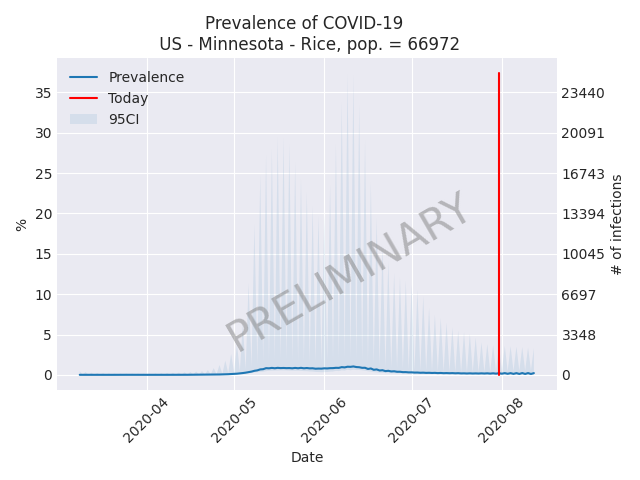 Prevalence of COVID-19
US - Minnesota - Rice, pop. = 66972
Prevalence
Today
95CI
35
30
25
20
15
10
5
0
%
23440
20091
16743
13394
10045
6697
3348
0
# of infections
PRELIMINARY
2020-04
2020-05
2020-06
2020-07
2020-08
Date